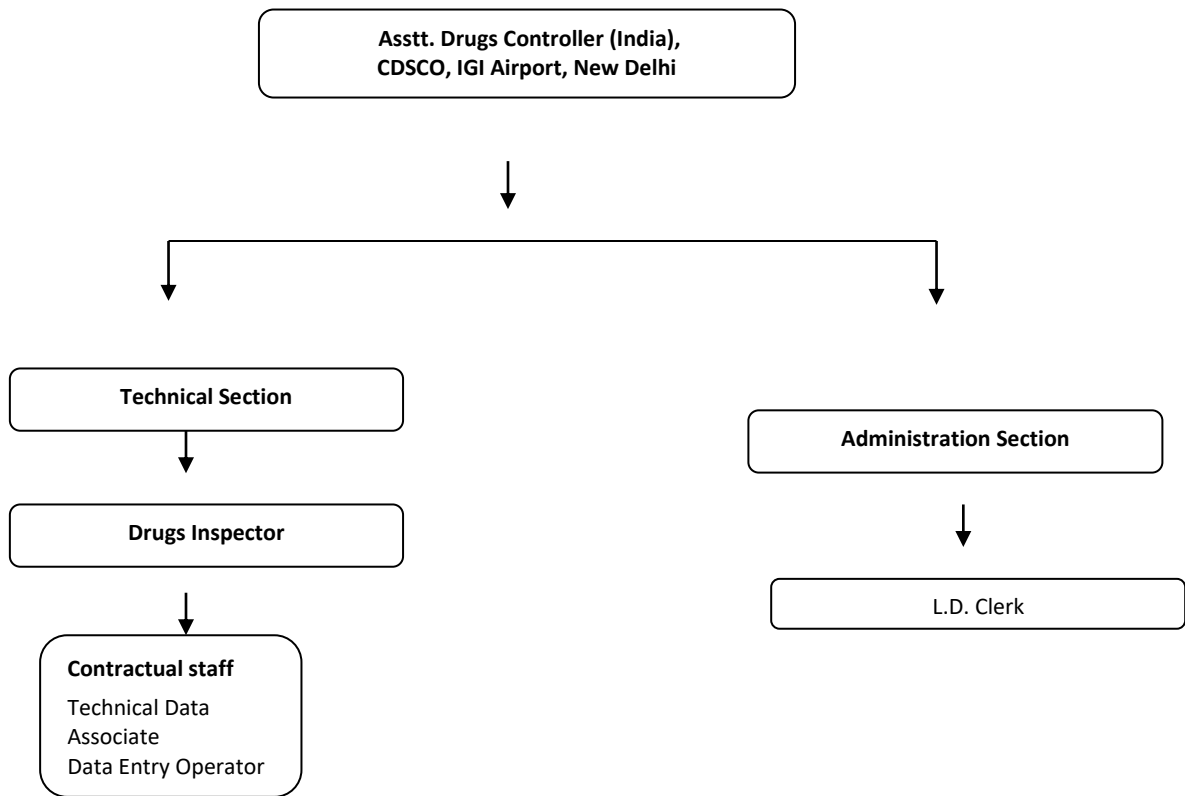 Asstt. Drugs Controller (India),
CDSCO, IGI Airport, New Delhi
Technical Section
Administration Section
Drugs Inspector
L.D. Clerk
Contractual staff
Technical Data
Associate
Data Entry Operator